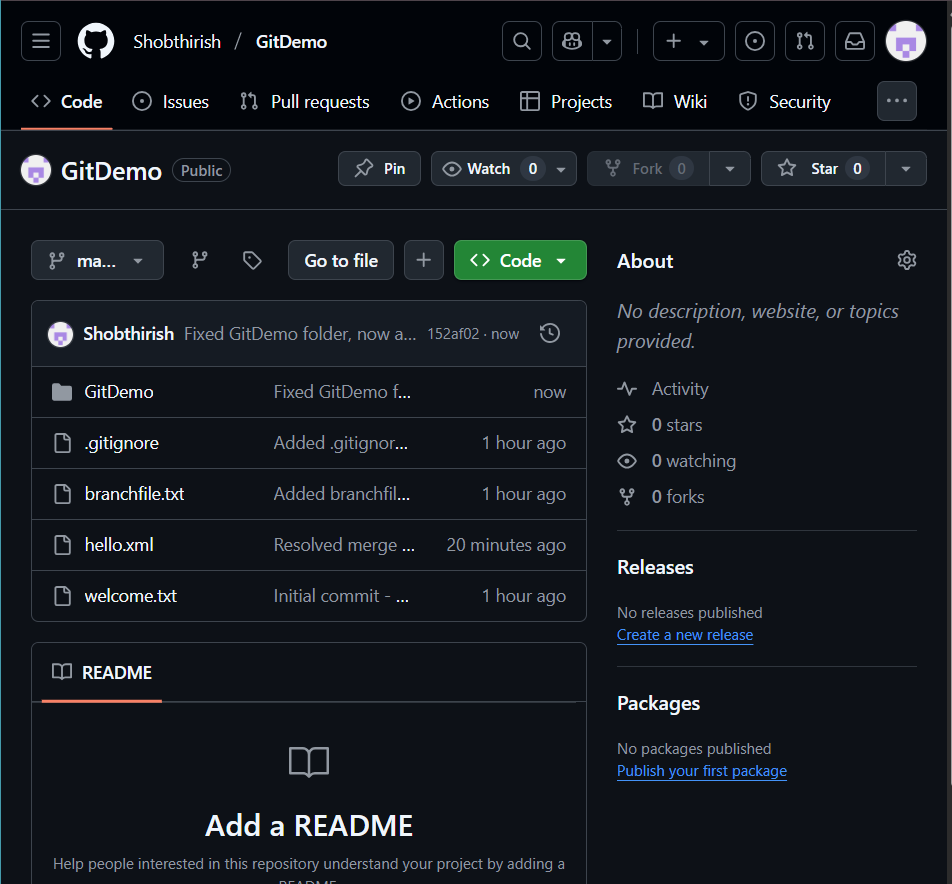 Shobthirish / GitDemo
Code Issues Pull requests Actions Projects Wiki Security
GitDemo Public Pin Watch 0 Fork 0 Star 0
ma... Go to file Code
Shobthirish Fixed GitDemo folder, now a... 152af02 · now
GitDemo Fixed GitDemo f... now
.gitignore Added .gitignor... 1 hour ago
branchfile.txt Added branchfil... 1 hour ago
hello.xml Resolved merge ... 20 minutes ago
welcome.txt Initial commit - ... 1 hour ago
README
Add a README
Help people interested in this repository understand your project by adding a
README
About
No description, website, or topics
provided.
Activity
0 stars
0 watching
0 forks
Releases
No releases published
Create a new release
Packages
No packages published
Publish your first package